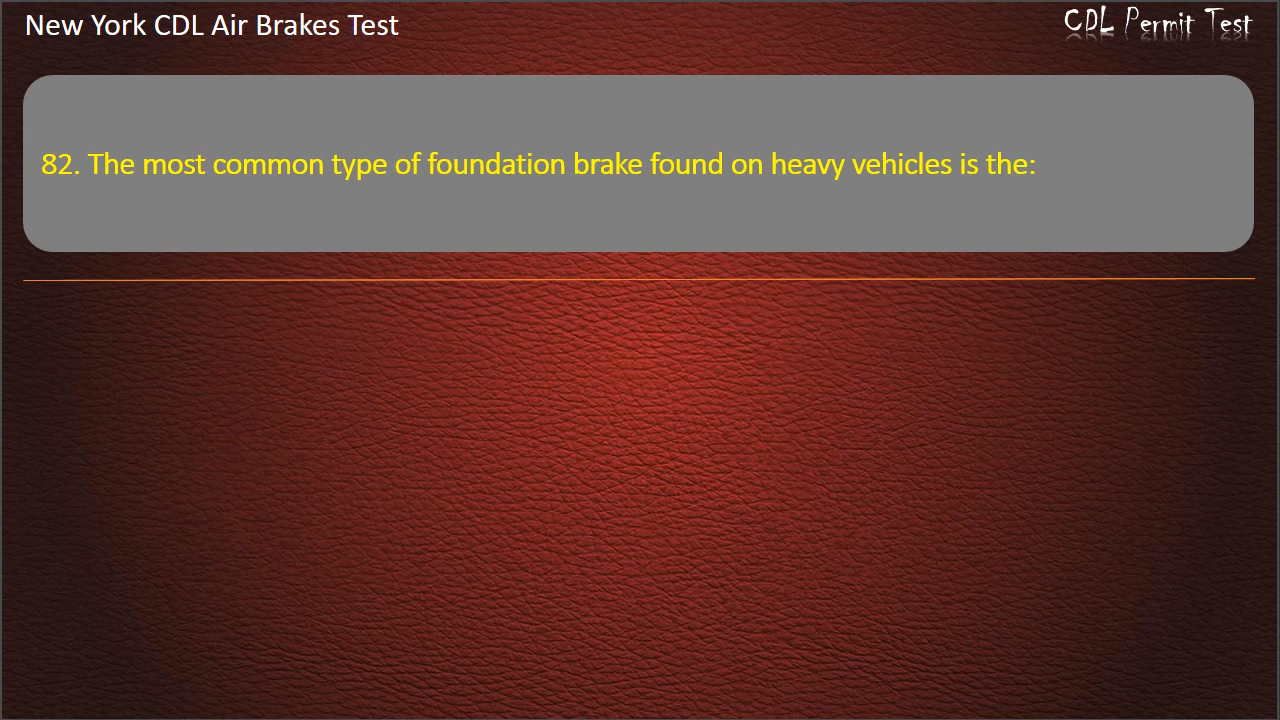 New York CDL Air Brakes Test
CDL Permit Test
82. The most common type of foundation brake found on heavy vehicles is the: